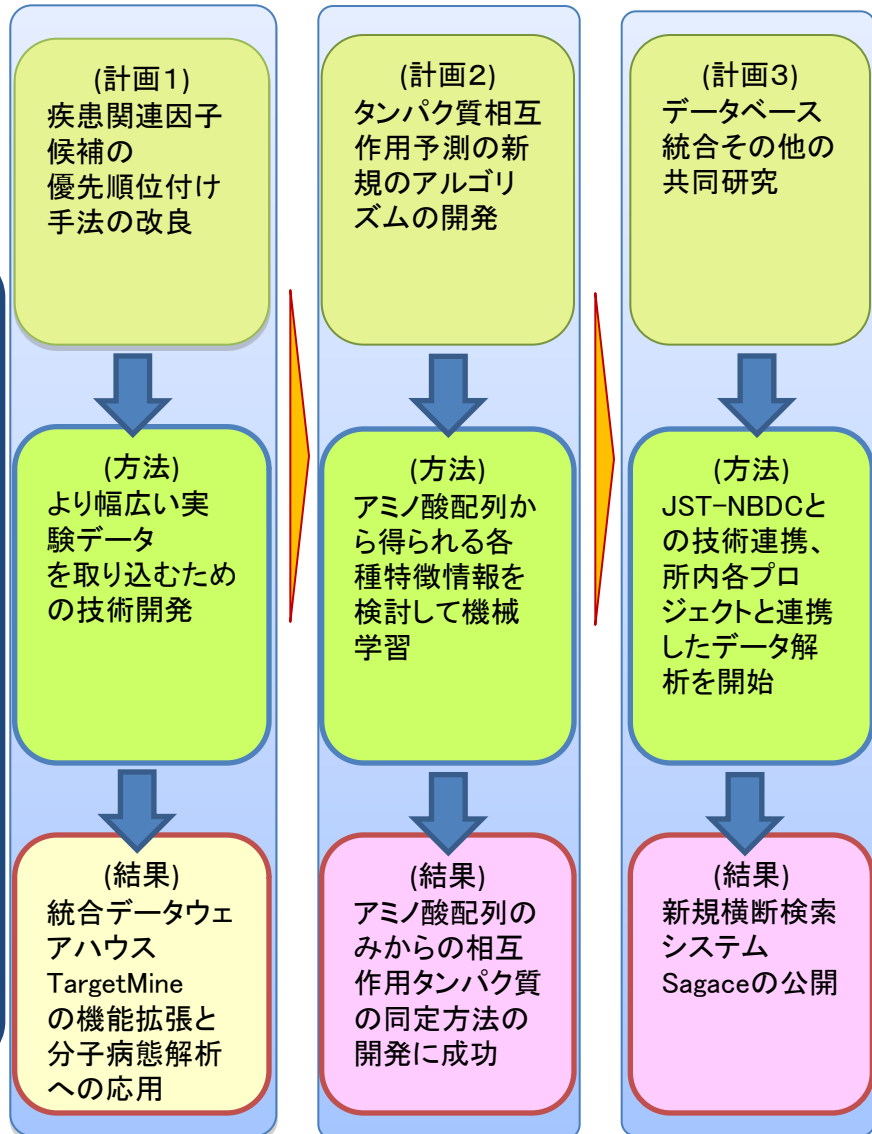 (計画１)
疾患関連因子
候補の
優先順位付け
手法の改良
(方法)
より幅広い実
験データ
を取り込むため
の技術開発
(結果)
統合データウェ
アハウス
TargetMine
の機能拡張と
分子病態解析
への応用
(計画２)
タンパク質相互
作用予測の新
規のアルゴリ
ズムの開発
(方法)
アミノ酸配列か
ら得られる各
種特徴情報を
検討して機械
学習
(結果)
アミノ酸配列の
みからの相互
作用タンパク質
の同定方法の
開発に成功
(計画３)
データベース
統合その他の
共同研究
(方法)
JST-NBDCと
の技術連携、
所内各プロ
ジェクトと連携
したデータ解
析を開始
(結果)
新規横断検索
システム
Sagaceの公開